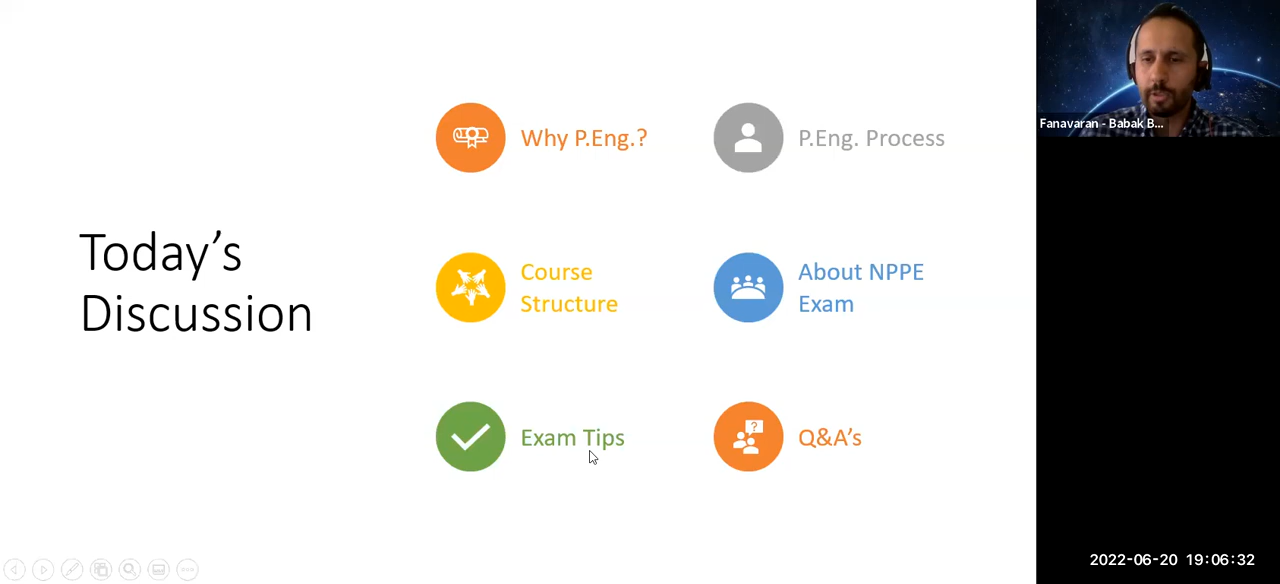 Today's
Discussion
Why P.Eng.?
P.Eng. Process
Course
Structure
About NPPE
Exam
Exam Tips
Q&A's
?
Fanavaran - Babak B...
2022-06-20 19:06:32